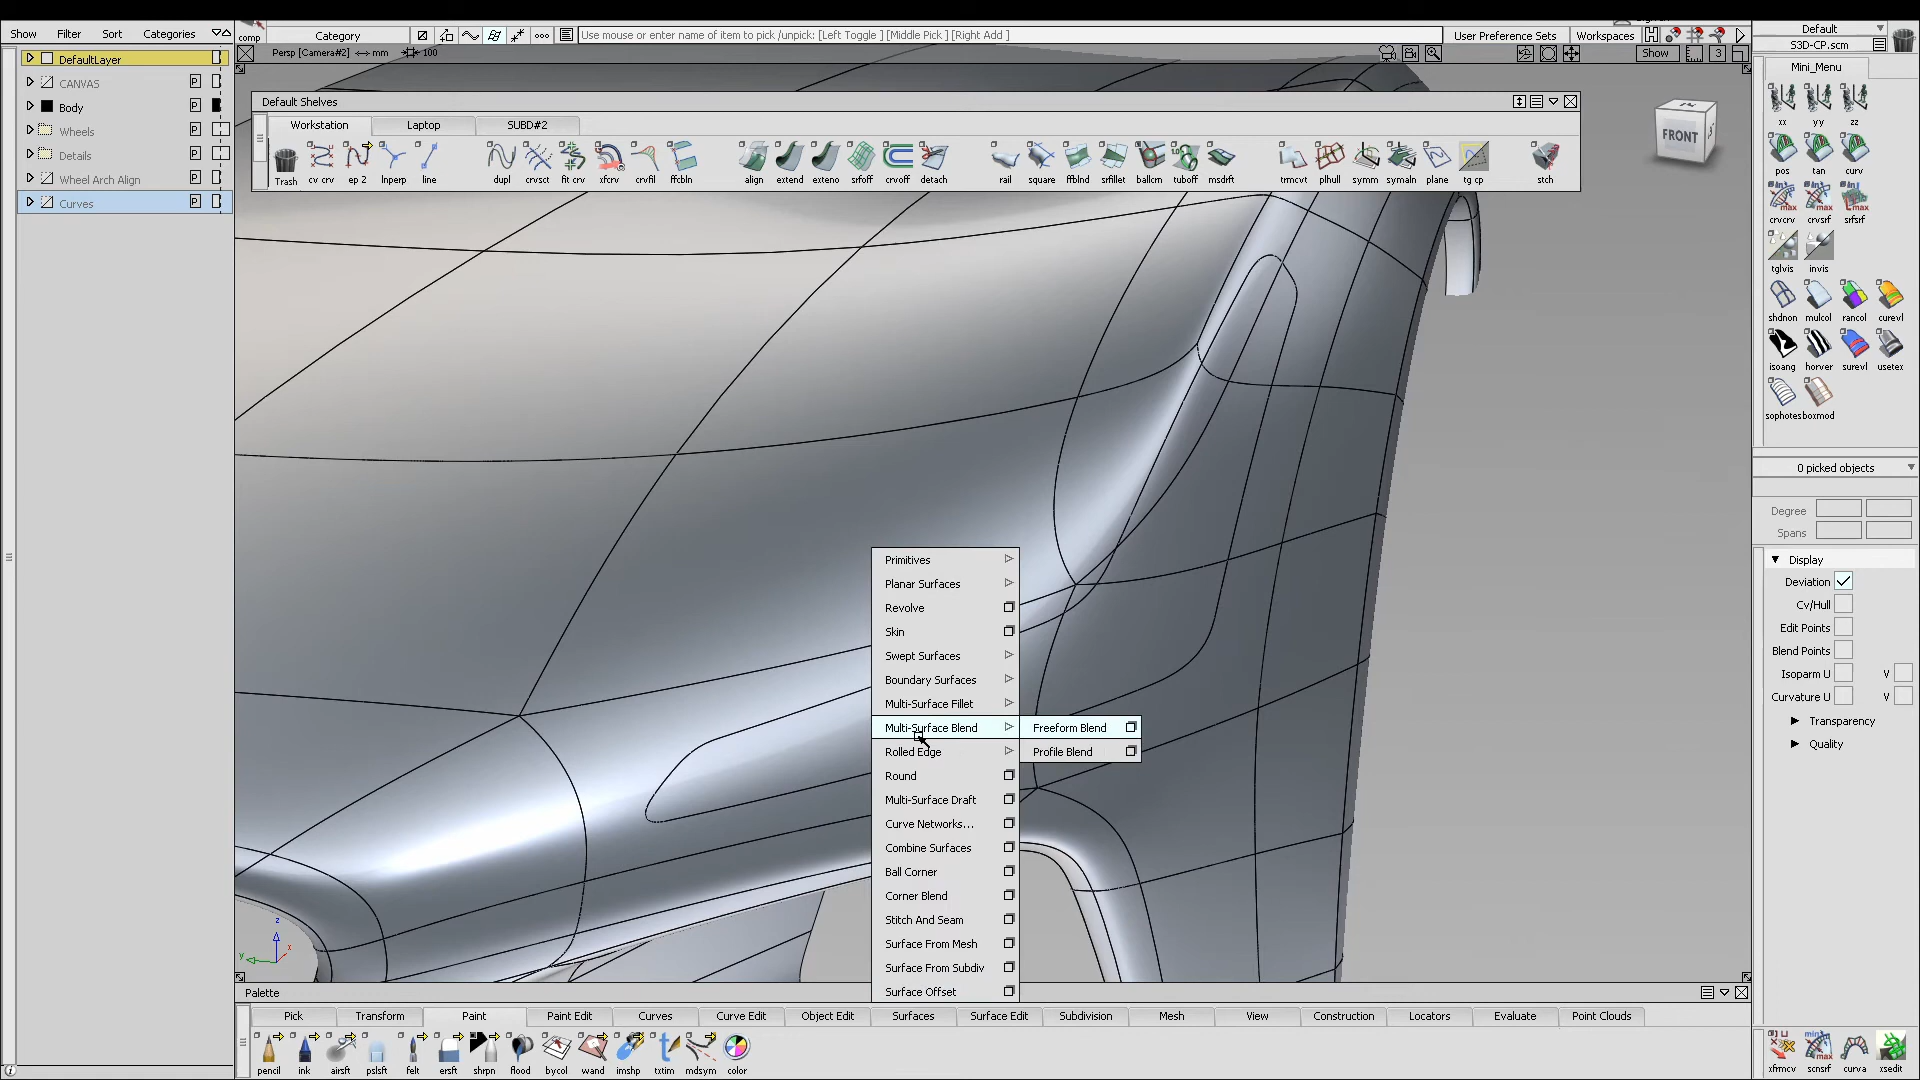 Show Filter Sort Categories
DefaultLayer
CANVAS P
Body P
Wheels P
Details P
Wheel Arch Align P
Curves P
comp
Category
Use mouse or enter name of item to pick /unpick: [Left Toggle ] [Middle Pick ] [Right Add ]
User Preference Sets
Workspaces
Persp [Camera#2] <-> mm 100
Show
3
Default Shelves
Workstation Laptop SUBD#2
Trash cv crv ep 2 lnperp line dupl crvsct fit crv xfcrv crvfil ffcbln align extend exteno srfoff crvoff detach rail square ffblnd srfillet ballcrn tuboff msdrft trmcvt plhull symm symaln plane tg cp stch
FRONT
Default
S3D-CP.scm
Mini_Menu
xx yy zz
pos tan curv
crvcrv crvsrf srfsrf
tglvis invis
shdnon mulcol rancol curevl
isoang horver surevl usetex
sophotes boxmod
0 picked objects
Degree
Spans
Display
Deviation
Cv/Hull
Edit Points
Blend Points
Isoparm U V
Curvature U V
Transparency
Quality
Primitives
Planar Surfaces
Revolve
Skin
Swept Surfaces
Boundary Surfaces
Multi-Surface Fillet
Multi-Surface Blend
Freeform Blend
Rolled Edge
Profile Blend
Round
Multi-Surface Draft
Curve Networks...
Combine Surfaces
Ball Corner
Corner Blend
Stitch And Seam
Surface From Mesh
Surface From Subdiv
Surface Offset
z
x
y
Palette
Pick Transform Paint Paint Edit Curves Curve Edit Object Edit Surfaces Surface Edit Subdivision Mesh View Construction Locators Evaluate Point Clouds
pencil ink airsft pslsft felt ersft shrpn flood bycol wand imshp txtim mdsym color
xfrmcv scnsrf curva xsedit